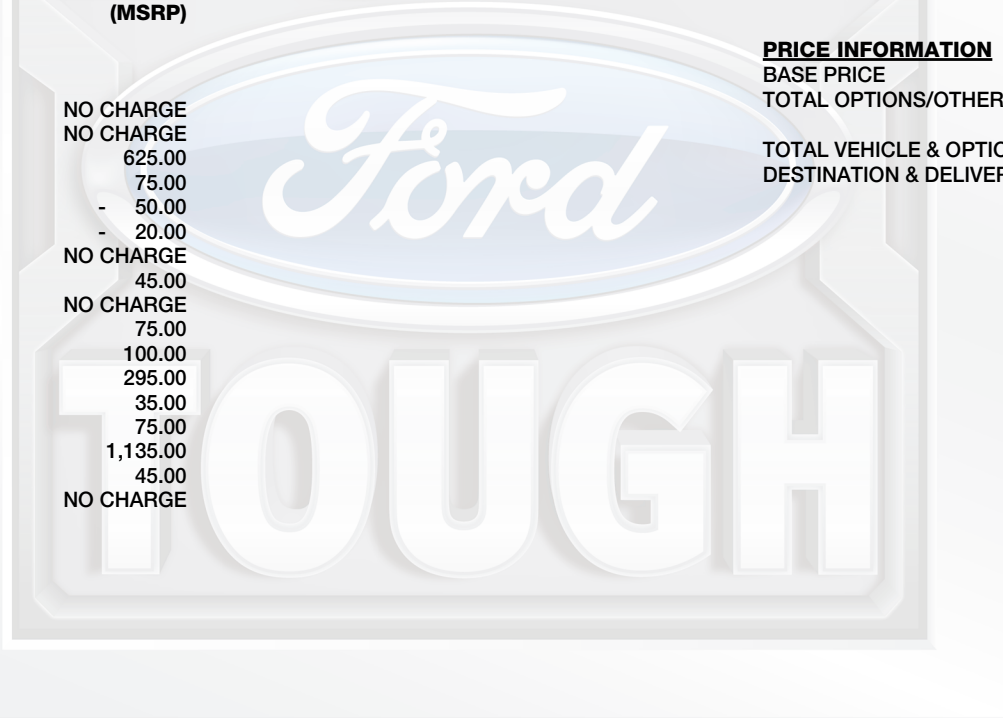 (MSRP)
NO CHARGE
NO CHARGE
625.00
75.00
- 50.00
- 20.00
NO CHARGE
45.00
NO CHARGE
75.00
100.00
295.00
35.00
75.00
1,135.00
45.00
NO CHARGE
PRICE INFORMATION
BASE PRICE
TOTAL OPTIONS/OTHER
TOTAL VEHICLE & OPTIO
DESTINATION & DELIVER
Ford
TOUGH